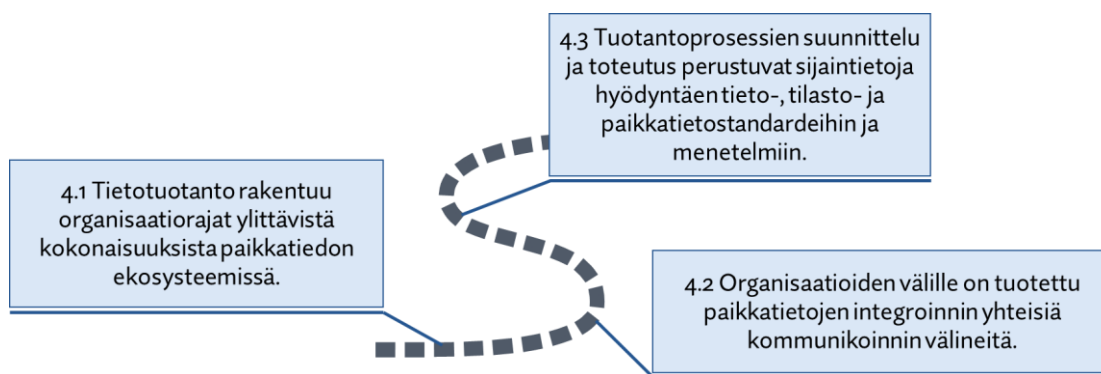 4.3 Tuotantoprosessien suunnittelu
ja toteutus perustuvat sijaintietoja
hyödyntäen tieto-, tilasto- ja
paikkatietostandardeihin ja
menetelmiin.
4.1 Tietotuotanto rakentuu
organisaatiorajat ylittävistä
kokonaisuuksista paikkatiedon
ekosysteemissä.
4.2 Organisaatioiden välille on tuotettu
paikkatietojen integroinnin yhteisiä
kommunikoinnin välineitä.